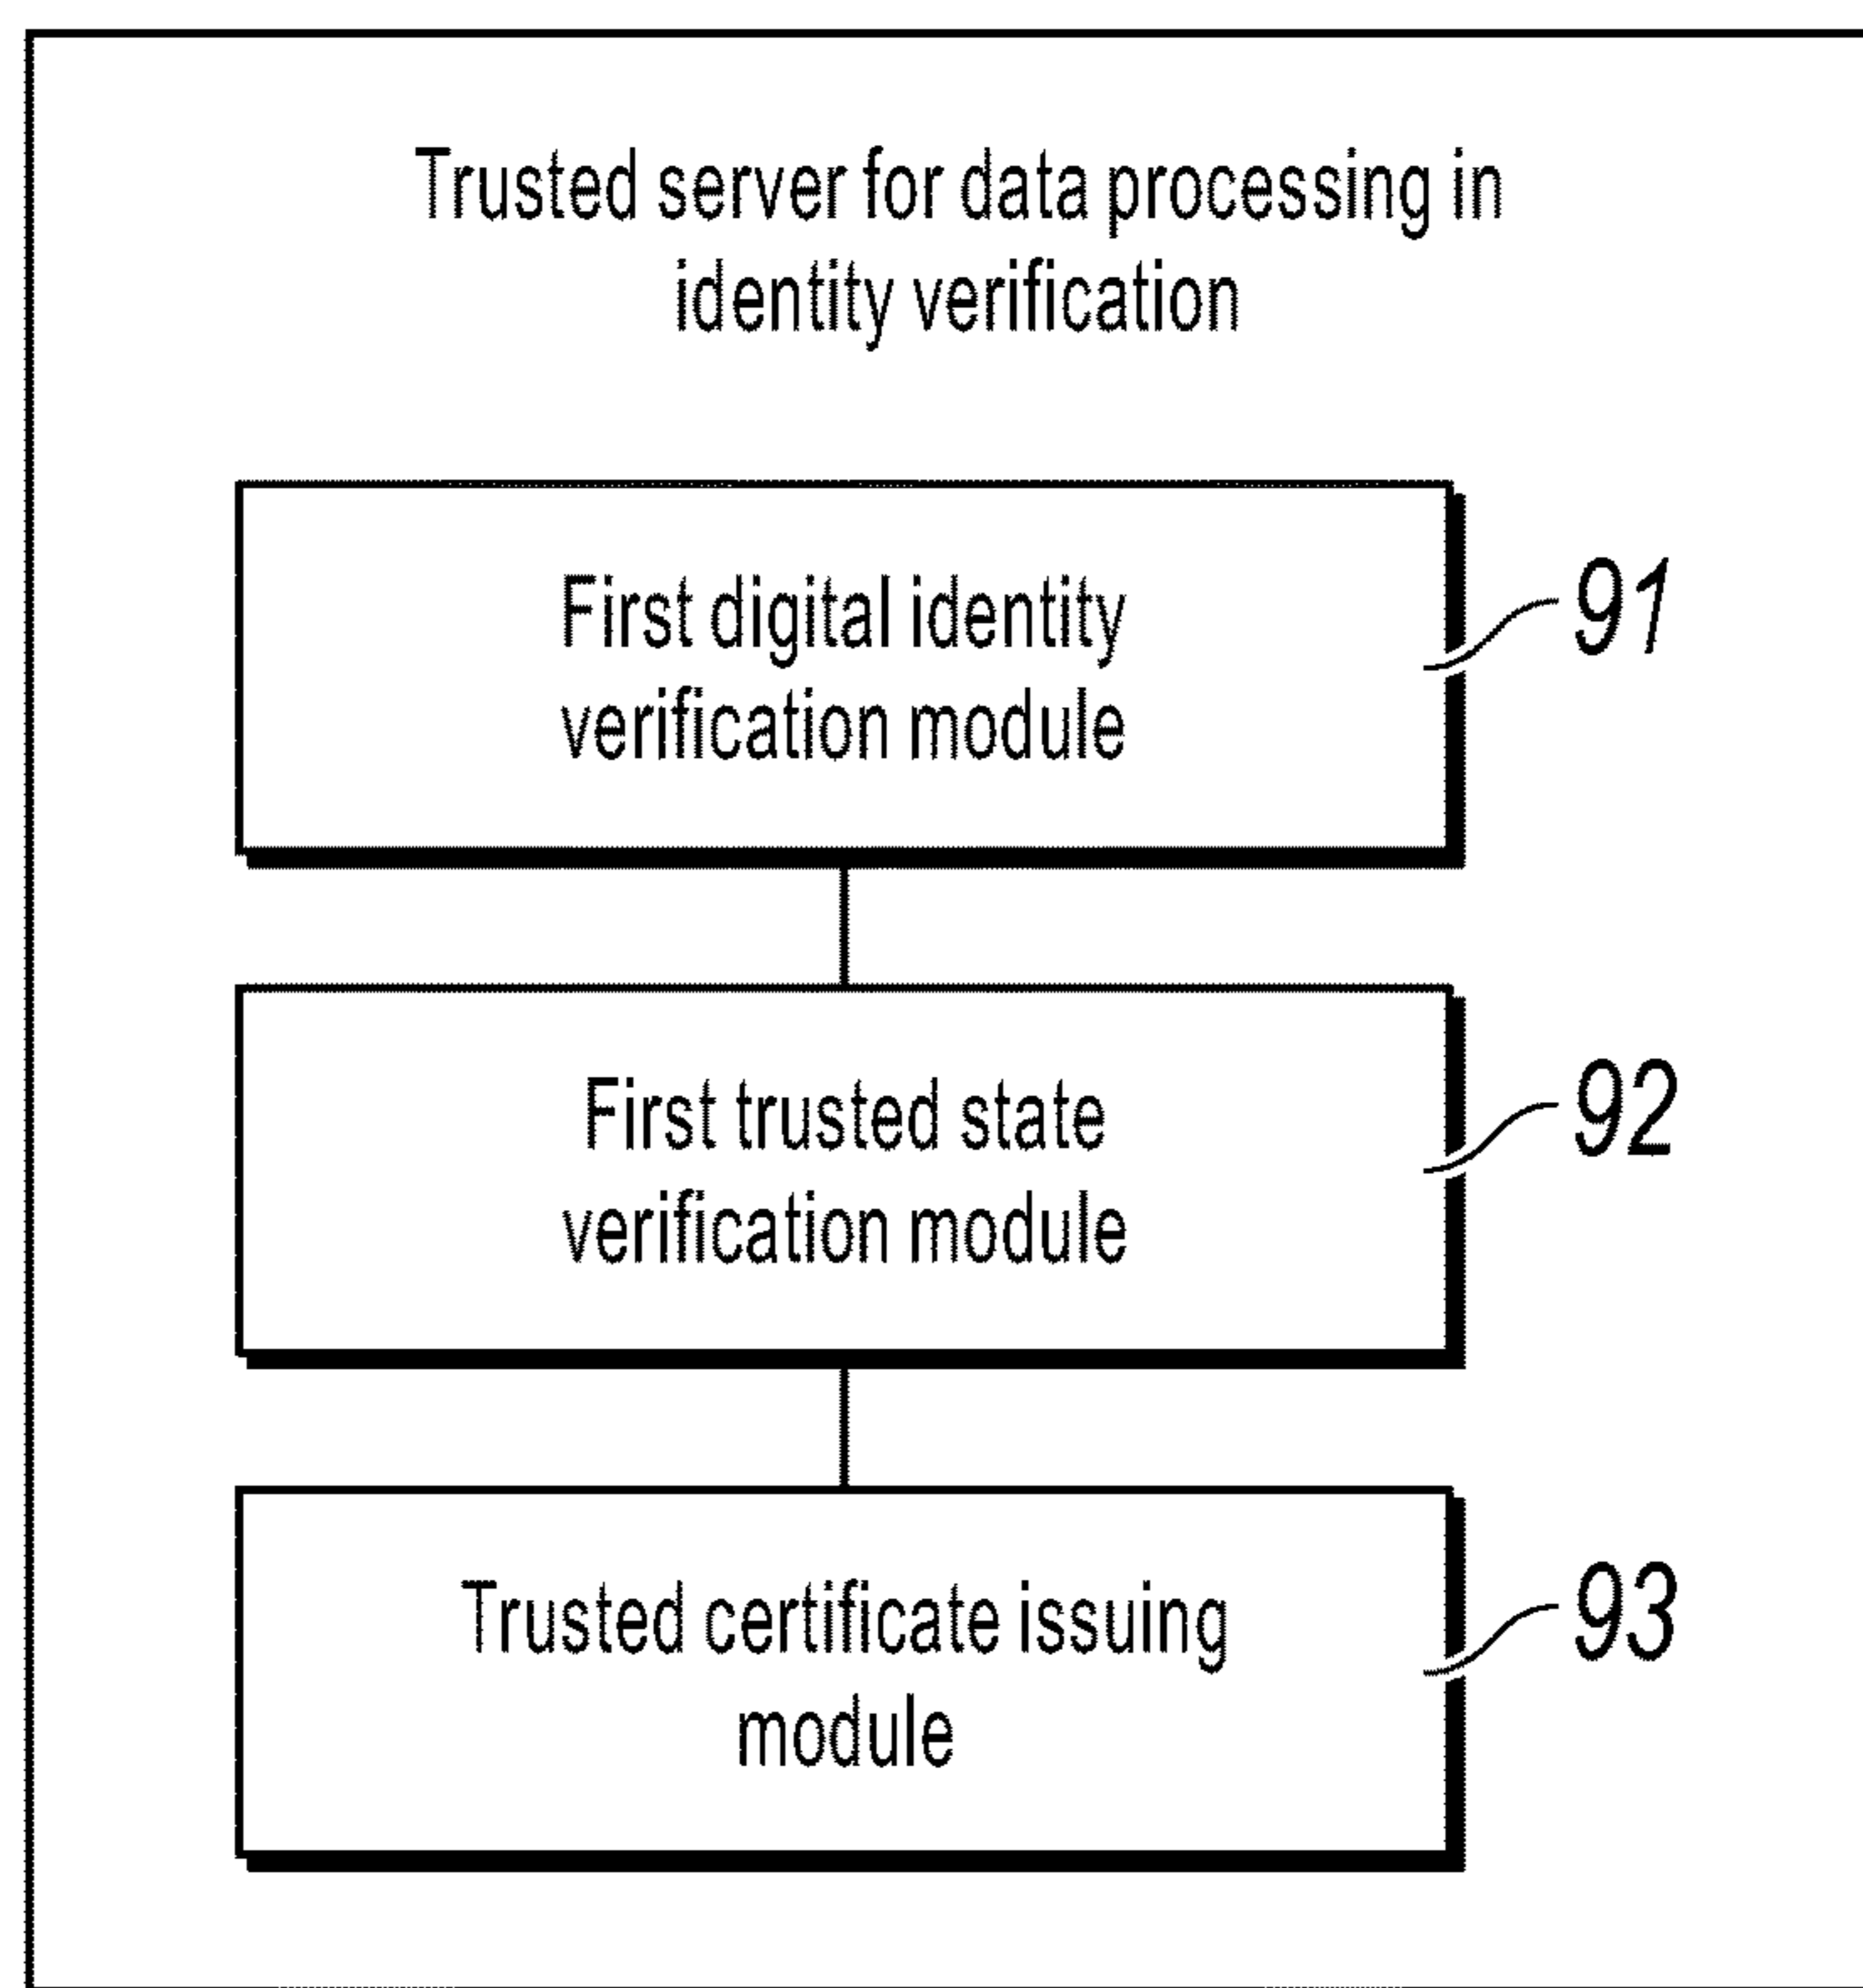 Trusted server for data processing in
identity verification
First digital identity
verification module
91
First trusted state
verification module
92
Trusted certificate issuing
module
93